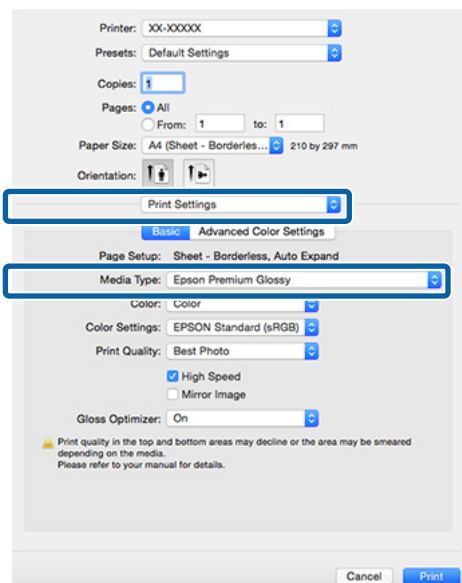 Printer: XX-XXXXX
Presets: Default Settings
Copies: 1
Pages: All
From: 1 to: 1
Paper Size: A4 (Sheet - Borderles... 210 by 297 mm
Orientation:
Print Settings
Basic Advanced Color Settings
Page Setup: Sheet - Borderless, Auto Expand
Media Type: Epson Premium Glossy
Color: Color
Color Settings: EPSON Standard (sRGB)
Print Quality: Best Photo
High Speed
Mirror Image
Gloss Optimizer: On
Print quality in the top and bottom areas may decline or the area may be smeared
depending on the media.
Please refer to your manual for details.
Cancel Print